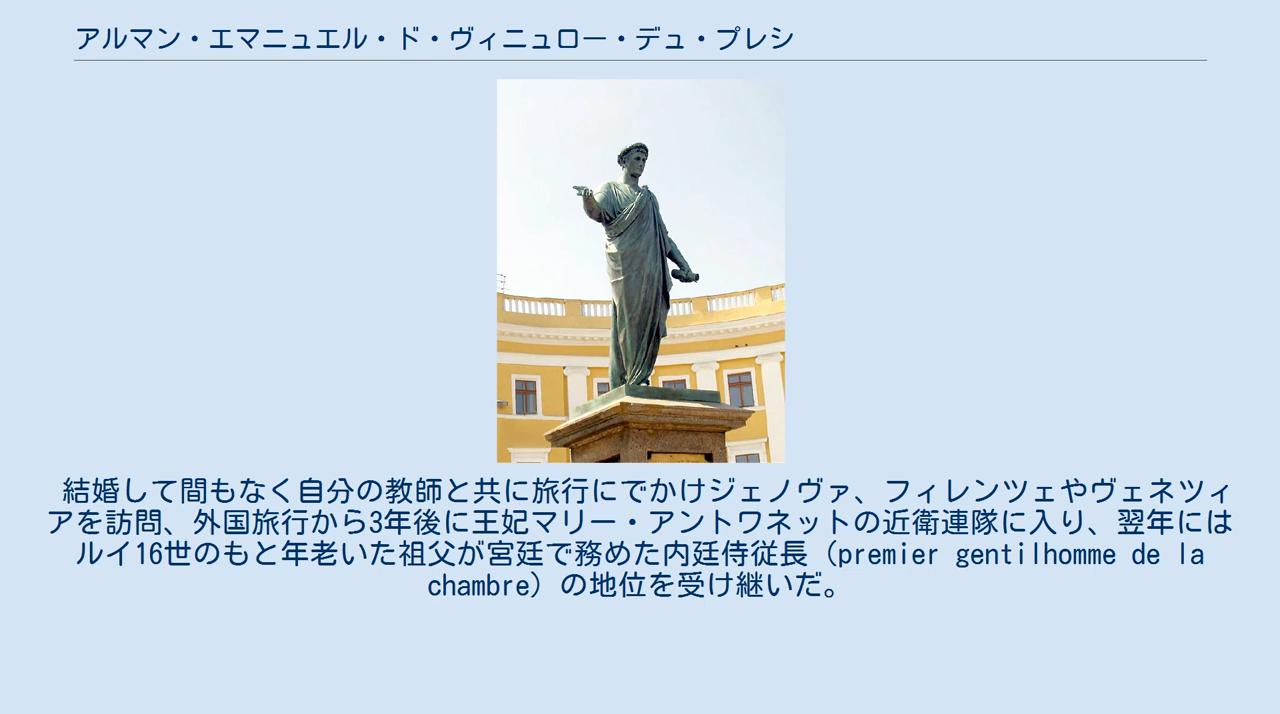 アルマン・エマニュエル・ド・ヴィニュロー・デュ・プレシ
結婚して間もなく自分の教師と共に旅行にでかけジェノヴァ、フィレンツェやヴェネツィ
アを訪問、外国旅行から3年後に王妃マリー・アントワネットの近衛連隊に入り、翌年には
ルイ16世のもと年老いた祖父が宮廷で務めた内廷侍従長（premier gentilhomme de la
chambre）の地位を受け継いだ。